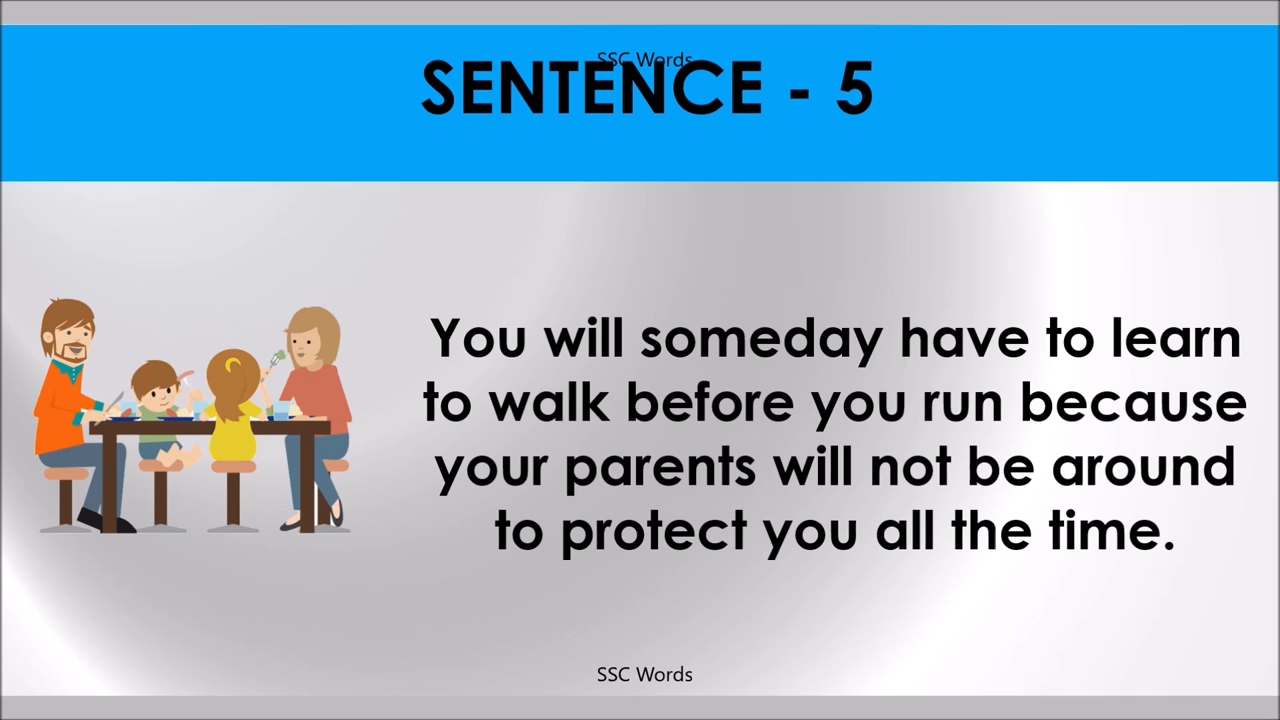 SSC Words
SENTENCE - 5
You will someday have to learn
to walk before you run because
your parents will not be around
to protect you all the time.
SSC Words